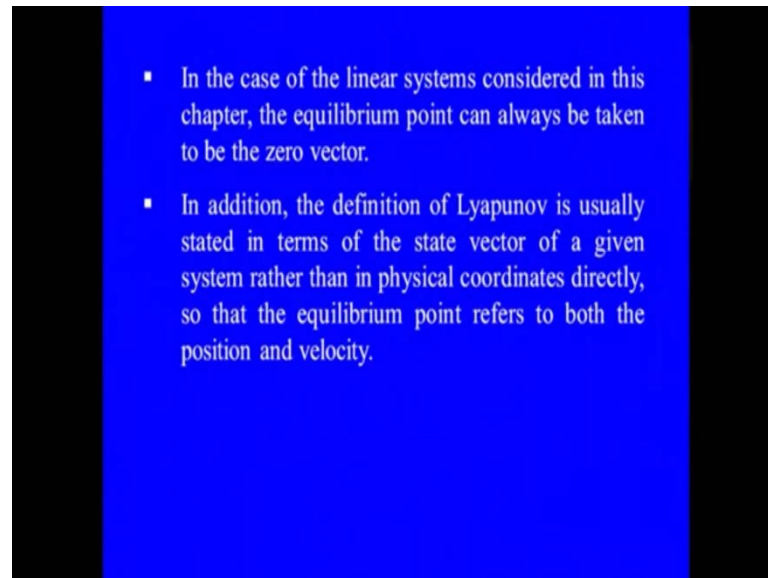 ▪ In the case of the linear systems considered in this
chapter, the equilibrium point can always be taken
to be the zero vector.
▪ In addition, the definition of Lyapunov is usually
stated in terms of the state vector of a given
system rather than in physical coordinates directly,
so that the equilibrium point refers to both the
position and velocity.